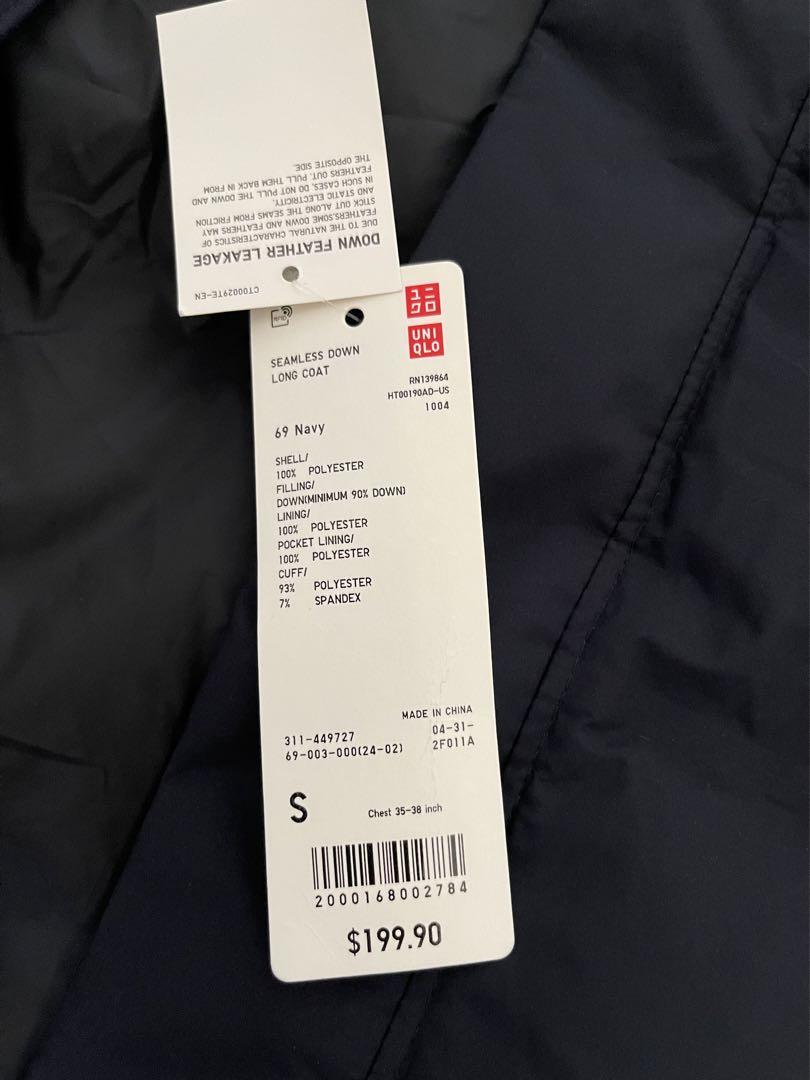 CT00029TE-EN
DOWN FEATHER LEAKAGE
DUE TO THE NATURAL CHARACTERISTICS OF
FEATHERS.SOME DOWN AND FEATHERS MAY
STICK OUT ALONG THE SEAMS FROM FRICTION
AND STATIC ELECTRICITY.
IN SUCH CASES, DO NOT PULL THE DOWN AND
FEATHERS OUT. PULL THEM BACK IN FROM
THE OPPOSITE SIDE.
RFID
ユニ
クロ
UNI
QLO
SEAMLESS DOWN
LONG COAT
RN139864
HT00190AD-US
1004
69 Navy
SHELL/
100% POLYESTER
FILLING/
DOWN(MINIMUM 90% DOWN)
LINING/
100% POLYESTER
POCKET LINING/
100% POLYESTER
CUFF/
93% POLYESTER
7% SPANDEX
MADE IN CHINA
311-449727
04-31-
69-003-000(24-02)
2F011A
S
Chest 35-38 inch
2000168002784
$199.90